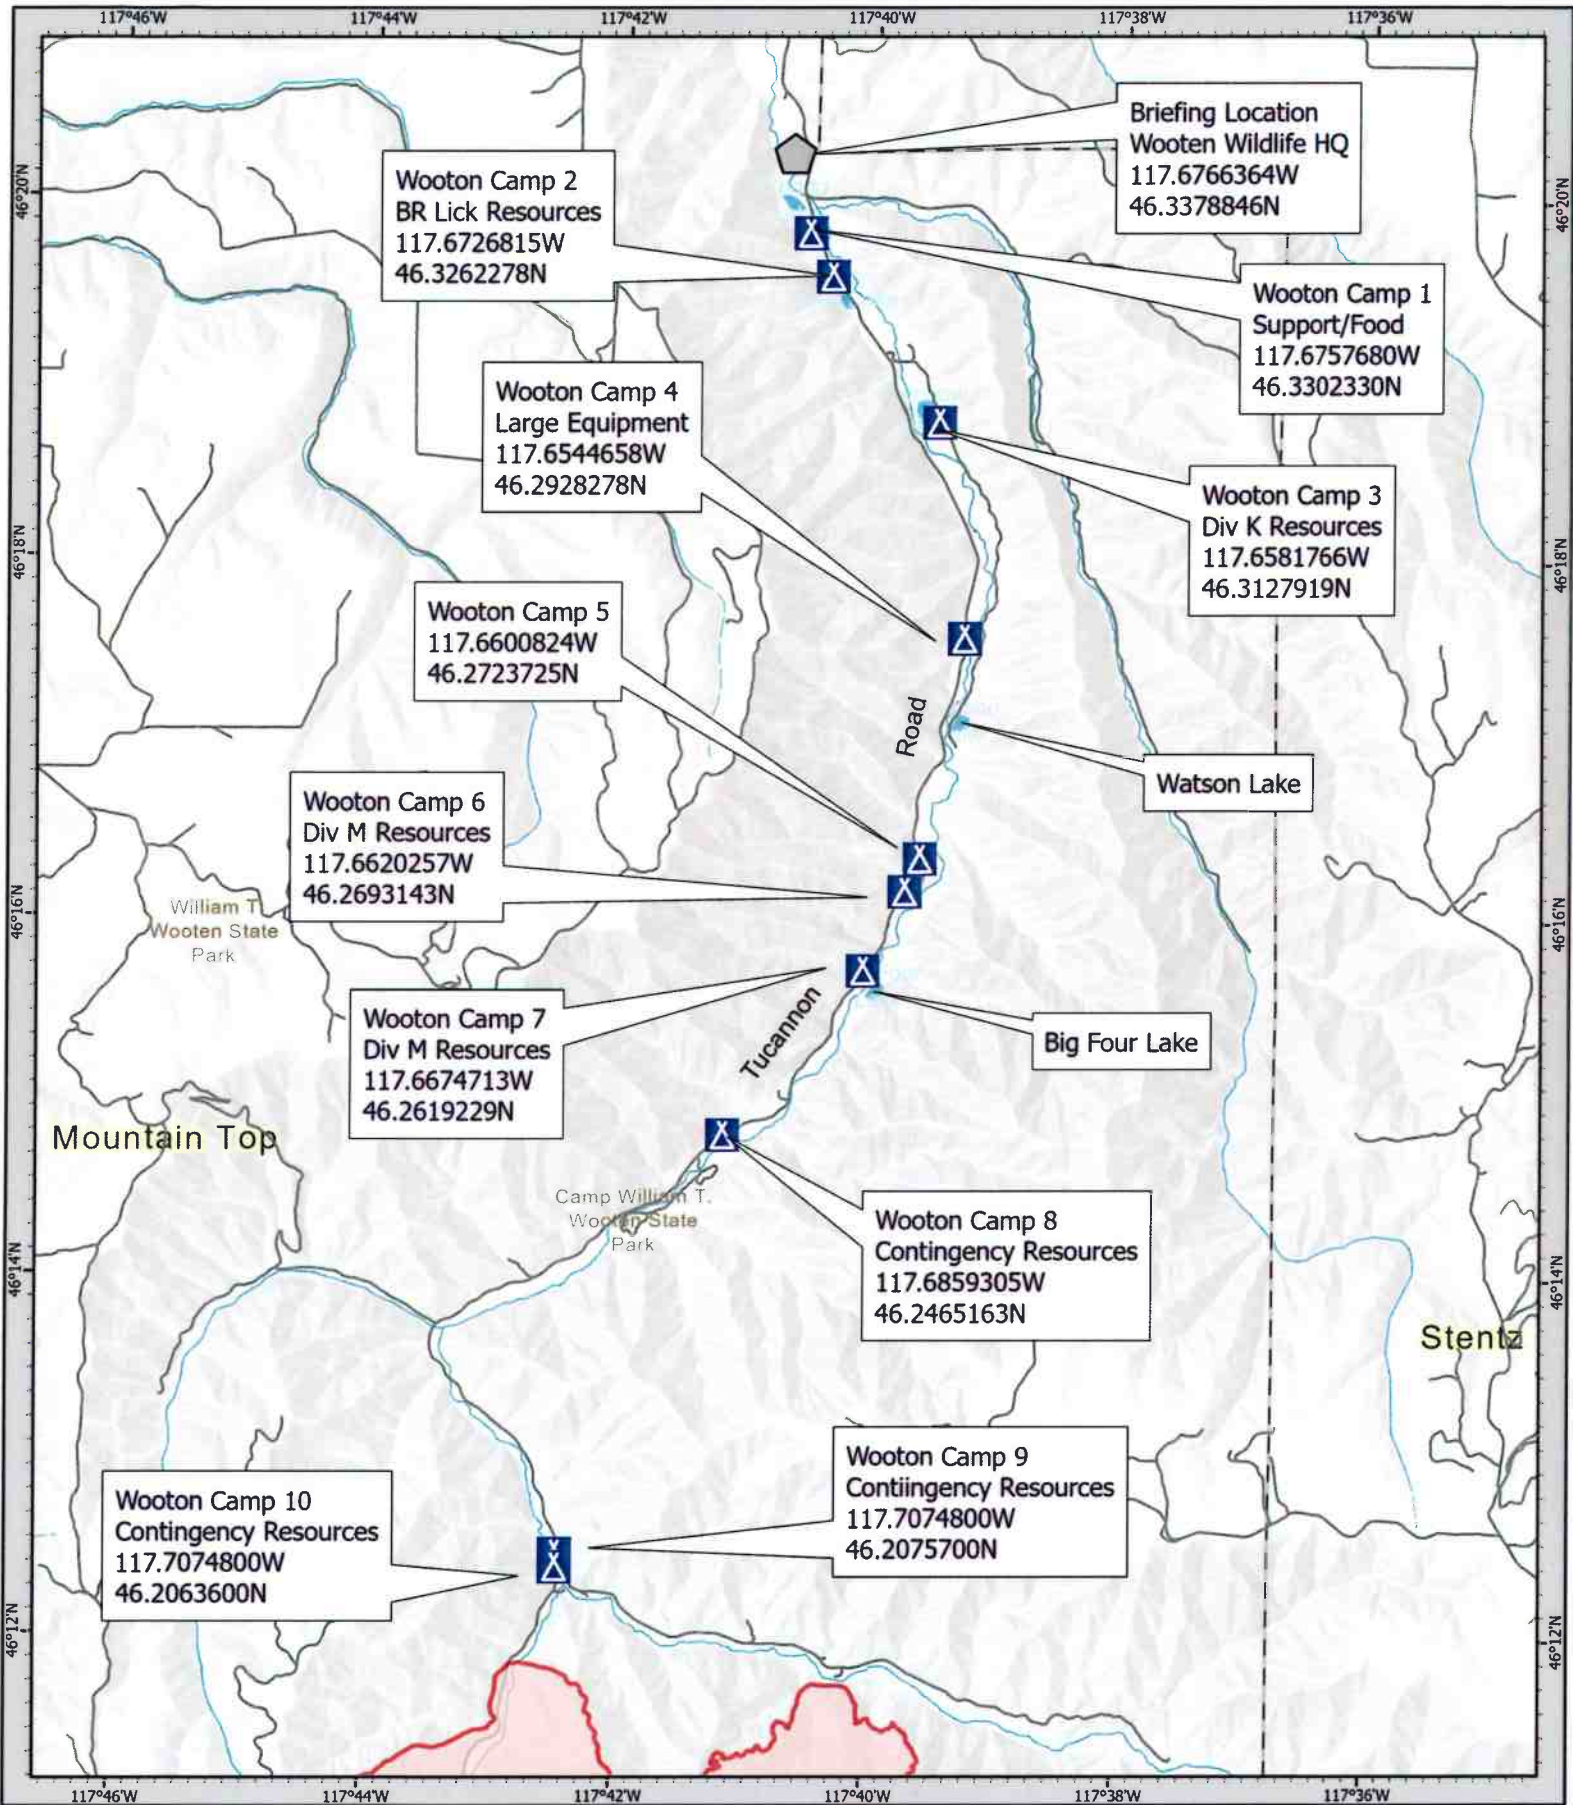 117°46'W
117°44'W
117°42'W
117°40'W
117°38'W
117°36'W
Briefing Location
Wooten Wildlife HQ
117.6766364W
46.3378846N
46°20'N
46°20'N
Wooton Camp 2
BR Lick Resources
117.6726815W
46.3262278N
Wooton Camp 1
Support/Food
117.6757680W
46.3302330N
Wooton Camp 4
Large Equipment
117.6544658W
46.2928278N
Wooton Camp 3
Div K Resources
117.6581766W
46.3127919N
46°18'N
46°18'N
Wooton Camp 5
117.6600824W
46.2723725N
Road
Watson Lake
Wooton Camp 6
Div M Resources
117.6620257W
46.2693143N
46°16'N
46°16'N
William T.
Wooten State
Park
Wooton Camp 7
Div M Resources
117.6674713W
46.2619229N
Tucannon
Big Four Lake
Mountain Top
Camp William T.
Wooten State
Park
Wooton Camp 8
Contingency Resources
117.6859305W
46.2465163N
46°14'N
46°14'N
Stentz
Wooton Camp 9
Contiingency Resources
117.7074800W
46.2075700N
Wooton Camp 10
Contingency Resources
117.7074800W
46.2063600N
46°12'N
46°12'N
117°46'W
117°44'W
117°42'W
117°40'W
117°38'W
117°36'W